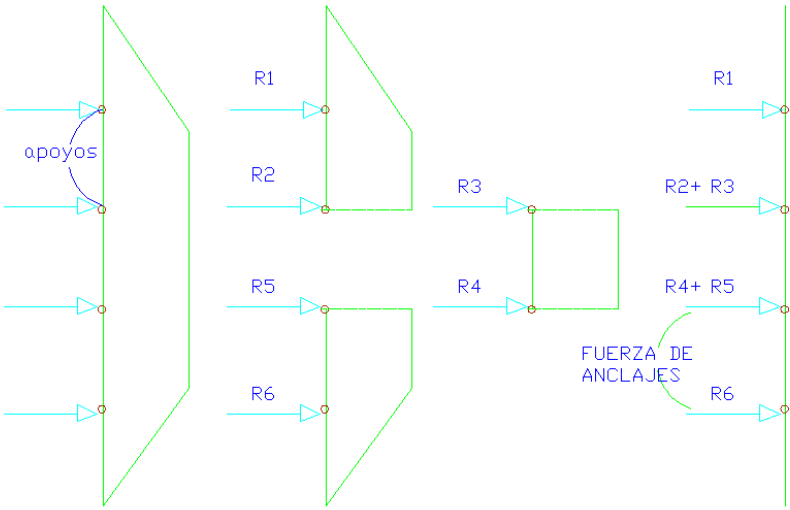 R1
R1
apoyos
R2
R3
R2+ R3
R5
R4
R4+ R5
FUERZA DE
ANCLAJES
R6
R6